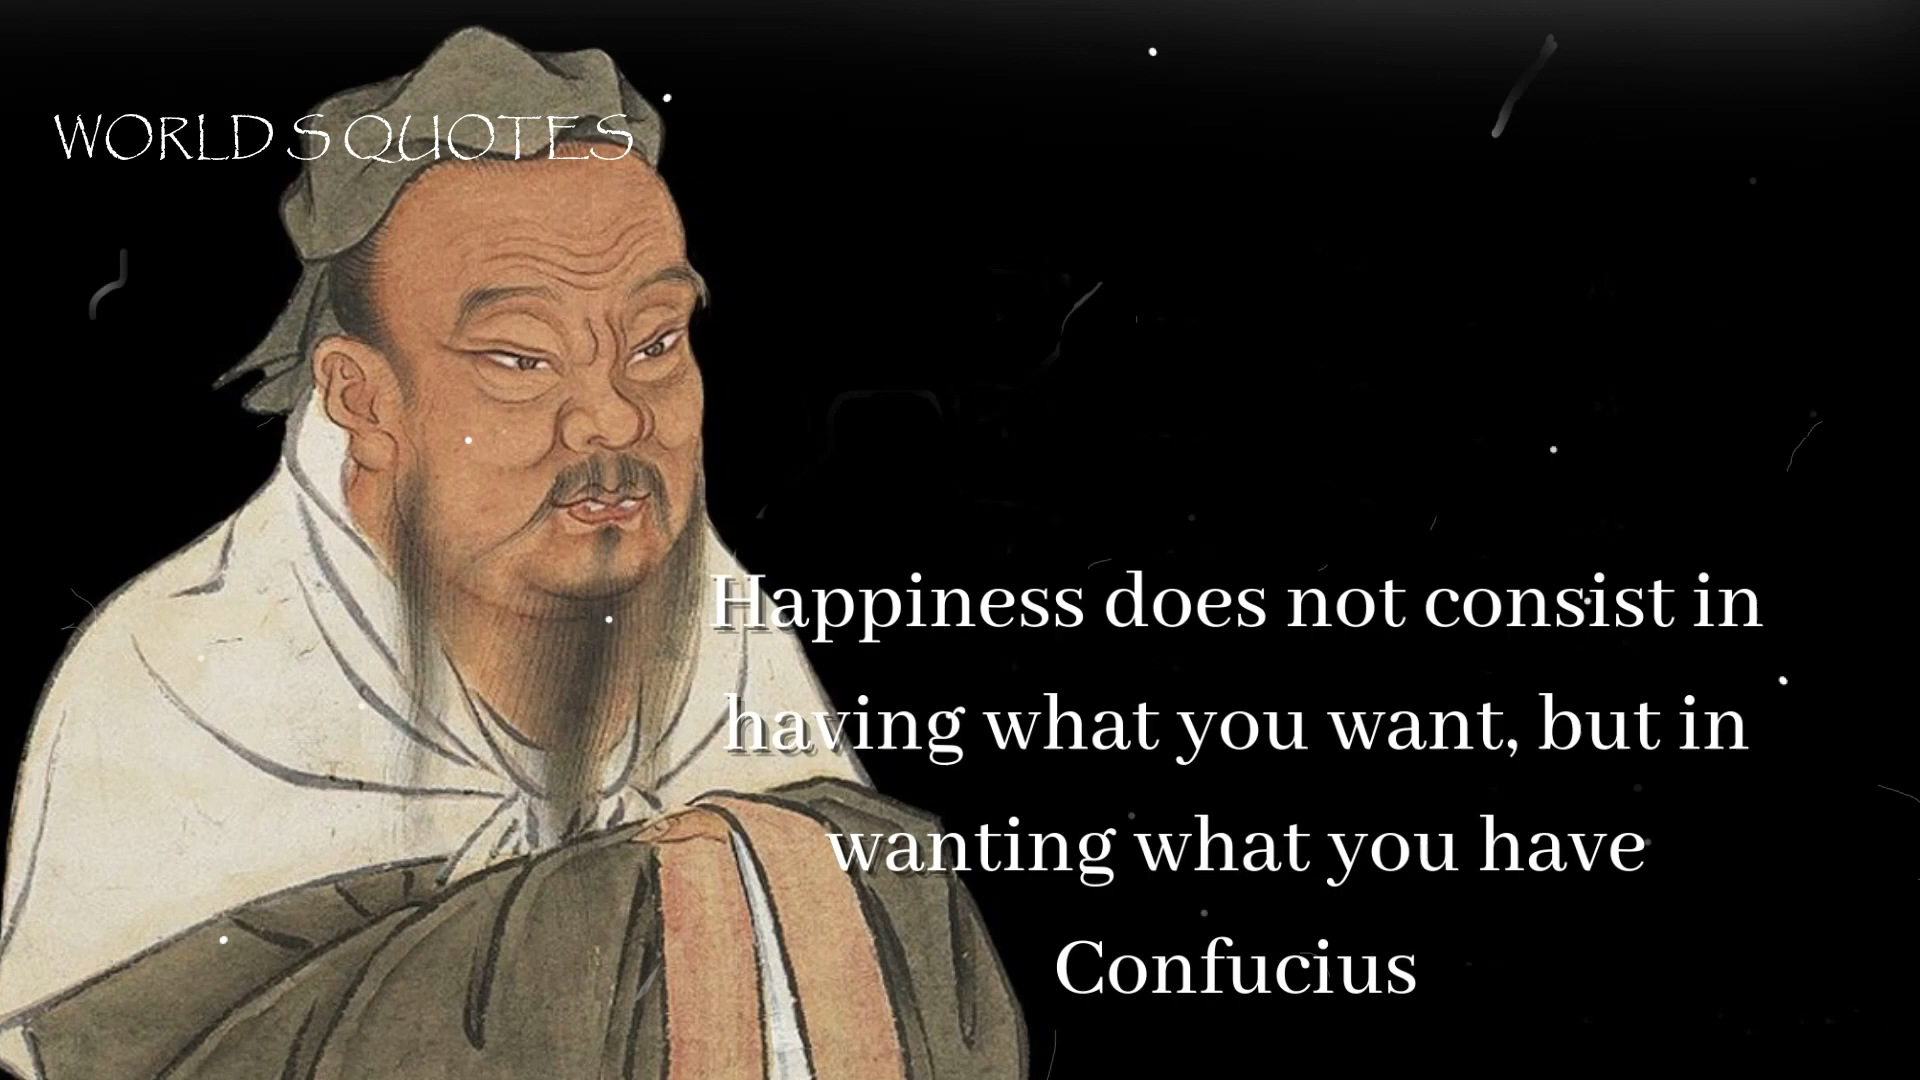 WORLD S QUOTES
Happiness does not consist in
having what you want, but in
wanting what you have
Confucius